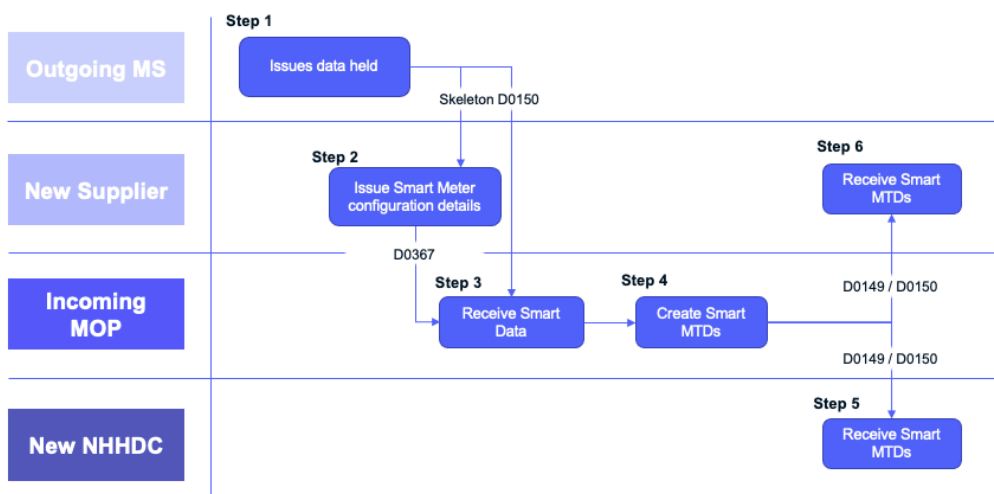 Step 1
Outgoing MS
Issues data held
Skeleton D0150
Step 2
Step 6
New Supplier
Issue Smart Meter
configuration details
Receive Smart
MTDs
D0367
Incoming
MOP
Step 3
Receive Smart
Data
Step 4
Create Smart
MTDs
D0149 / D0150
D0149 / D0150
Step 5
New NHHDC
Receive Smart
MTDs